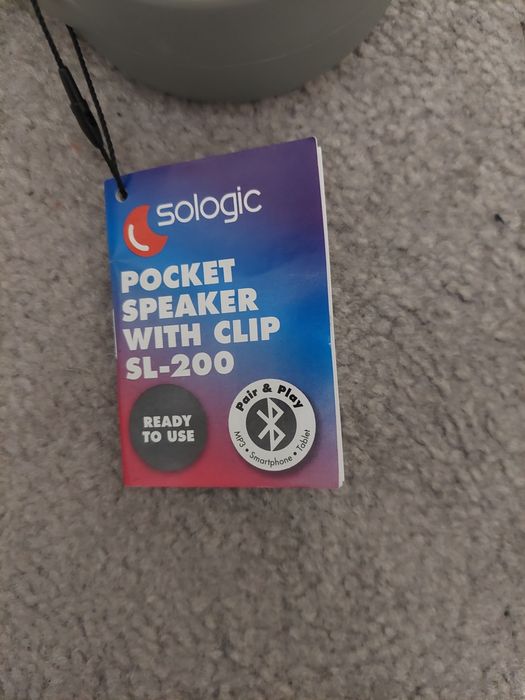 sologic
POCKET
SPEAKER
WITH CLIP
SL-200
READY
TO USE
Pair & Play
MP3 • Smartphone • Tablet